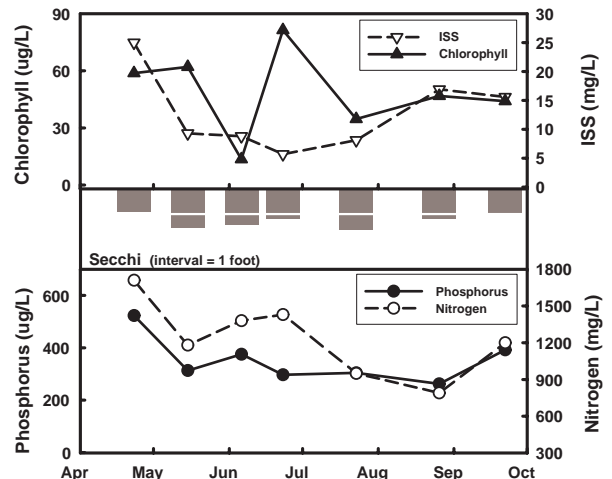 90
60
30
0
Chlorophyll (ug/L)
ISS
Chlorophyll
30
25
20
15
10
5
0
ISS (mg/L)
Secchi (interval = 1 foot)
600
400
200
0
Phosphorus (ug/L)
Phosphorus
Nitrogen
1800
1500
1200
900
600
300
Nitrogen (mg/L)
Apr May Jun Jul Aug Sep Oct